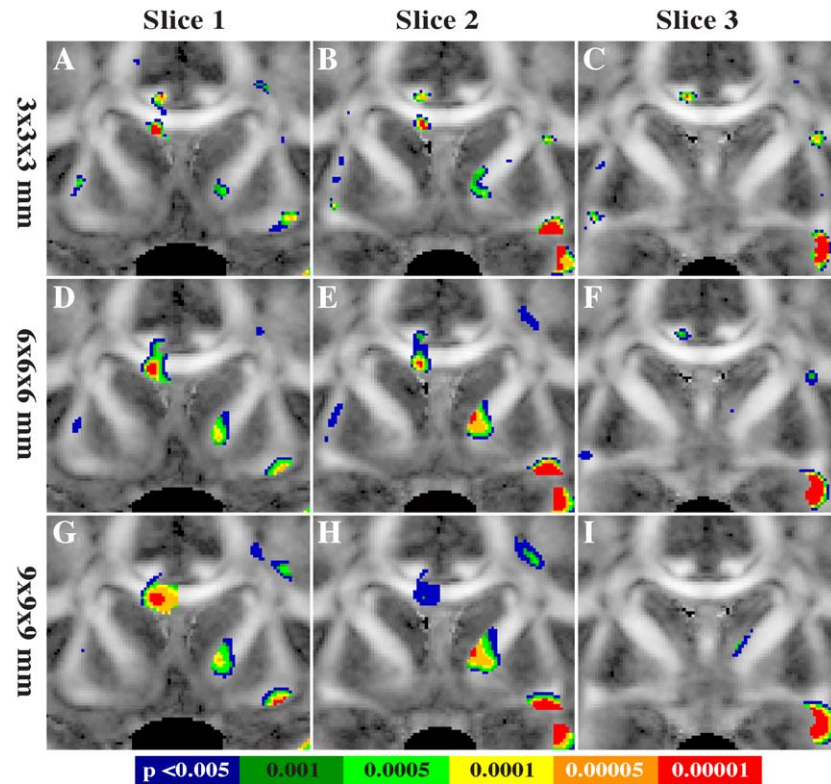 Slice 1 Slice 2 Slice 3
A B C
3x3x3 mm
D E F
6x6x6 mm
G H I
9x9x9 mm
p <0.005 0.001 0.0005 0.0001 0.00005 0.00001